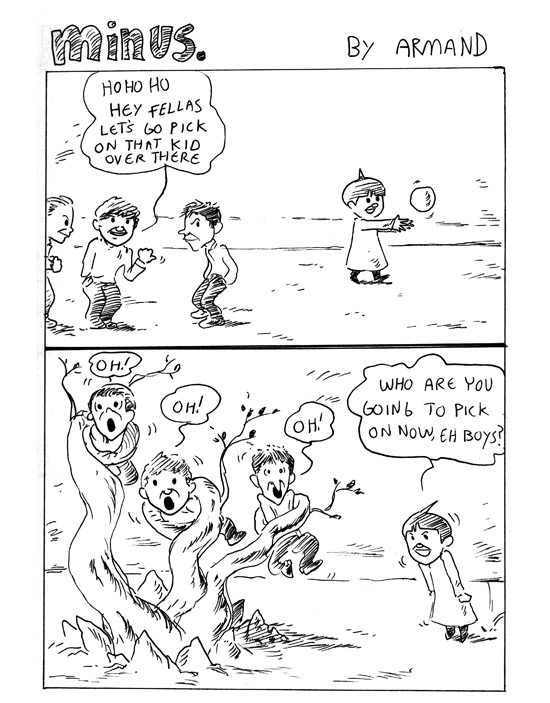 minus.
BY ARMAND
HO HO HO
HEY FELLAS
LET'S GO PICK
ON THAT KID
OVER THERE
OH!
OH!
OH!
WHO ARE YOU
GOING TO PICK
ON NOW, EH BOYS?